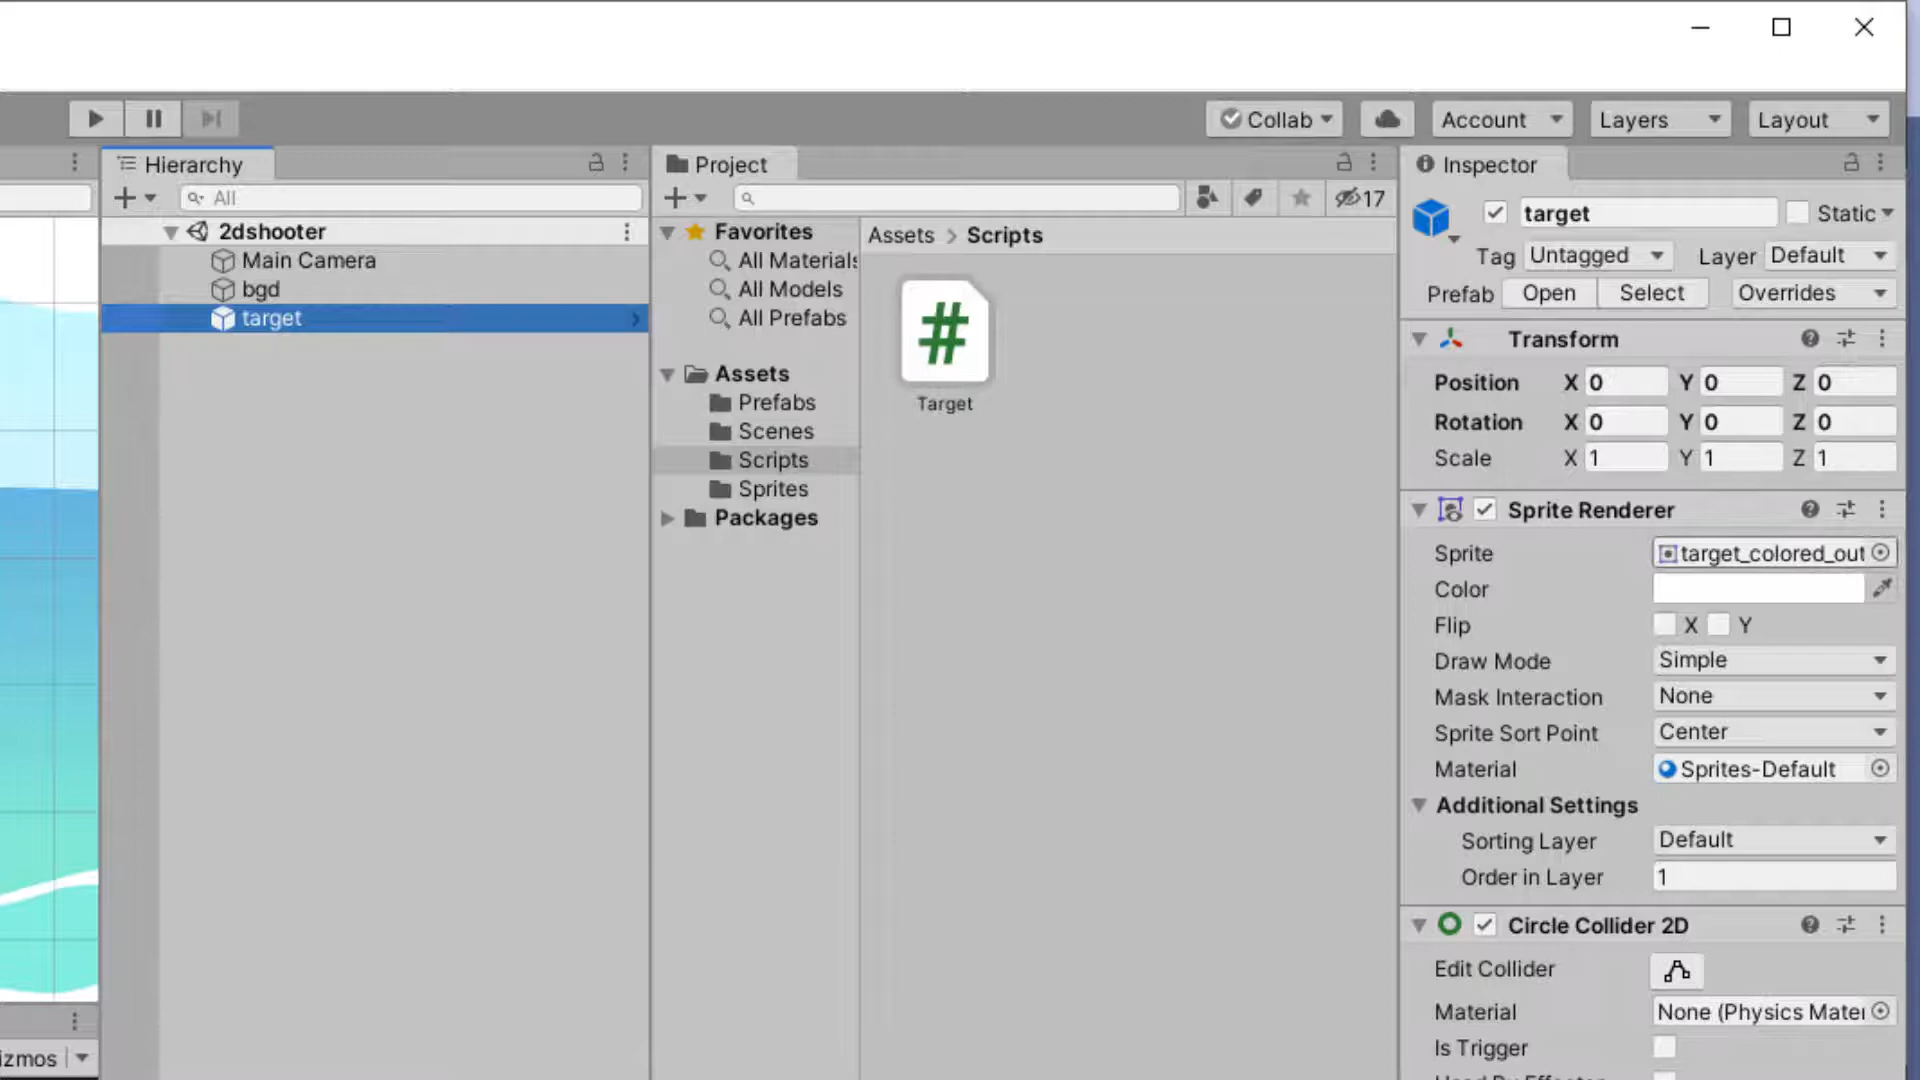 Collab
Account
Layers
Layout
Hierarchy
All
2dshooter
Main Camera
bgd
target
izmos
Project
17
Favorites
All Materials
All Models
All Prefabs
Assets
Prefabs
Scenes
Scripts
Sprites
Packages
Assets > Scripts
#
Target
Inspector
target
Static
Tag Untagged Layer Default
Prefab Open Select Overrides
Transform
Position X 0 Y 0 Z 0
Rotation X 0 Y 0 Z 0
Scale X 1 Y 1 Z 1
Sprite Renderer
Sprite target_colored_out
Color
Flip X Y
Draw Mode Simple
Mask Interaction None
Sprite Sort Point Center
Material Sprites-Default
Additional Settings
Sorting Layer Default
Order in Layer 1
Circle Collider 2D
Edit Collider
Material None (Physics Mater
Is Trigger